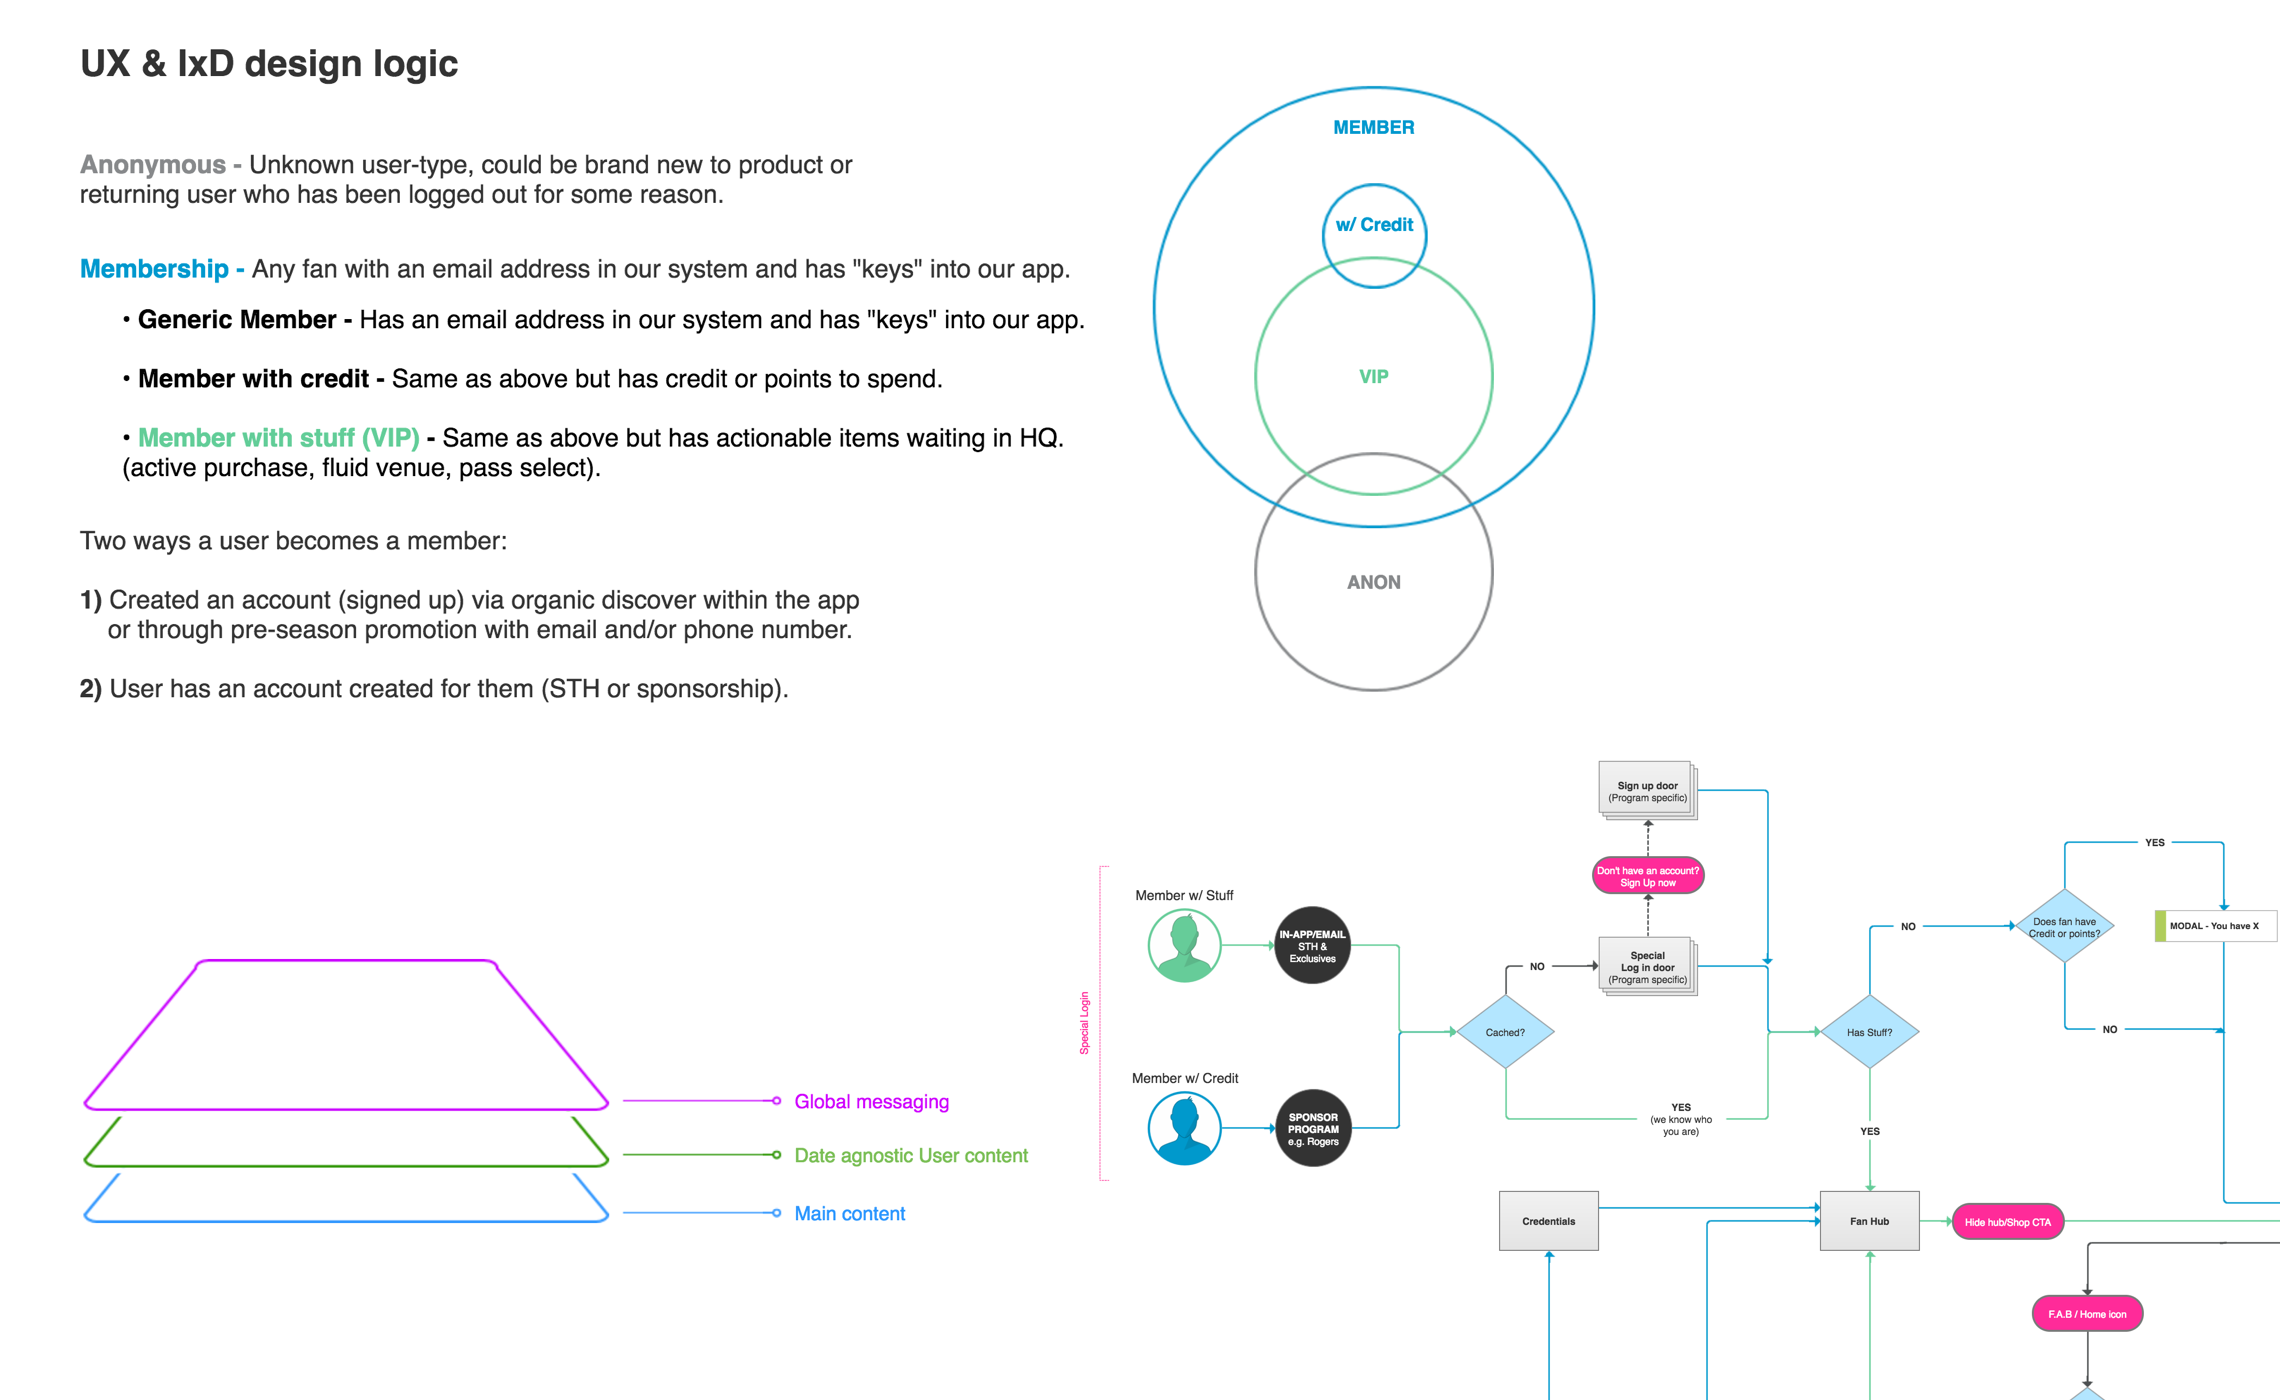 UX & IxD design logic
Anonymous - Unknown user-type, could be brand new to product or
returning user who has been logged out for some reason.
Membership - Any fan with an email address in our system and has "keys" into our app.
• Generic Member - Has an email address in our system and has "keys" into our app.
• Member with credit - Same as above but has credit or points to spend.
• Member with stuff (VIP) - Same as above but has actionable items waiting in HQ.
(active purchase, fluid venue, pass select).
Two ways a user becomes a member:
1) Created an account (signed up) via organic discover within the app
or through pre-season promotion with email and/or phone number.
2) User has an account created for them (STH or sponsorship).
MEMBER
w/ Credit
VIP
ANON
Global messaging
Date agnostic User content
Main content
Special Login
Member w/ Stuff
IN-APP/EMAIL
STH &
Exclusives
Member w/ Credit
SPONSOR
PROGRAM
e.g. Rogers
Cached?
NO
Sign up door
(Program specific)
Don't have an account?
Sign Up now
Special
Log in door
(Program specific)
YES
(we know who
you are)
Has Stuff?
NO
YES
Does fan have
Credit or points?
YES
NO
MODAL - You have X
Credentials
Fan Hub
Hide hub/Shop CTA
F.A.B / Home icon